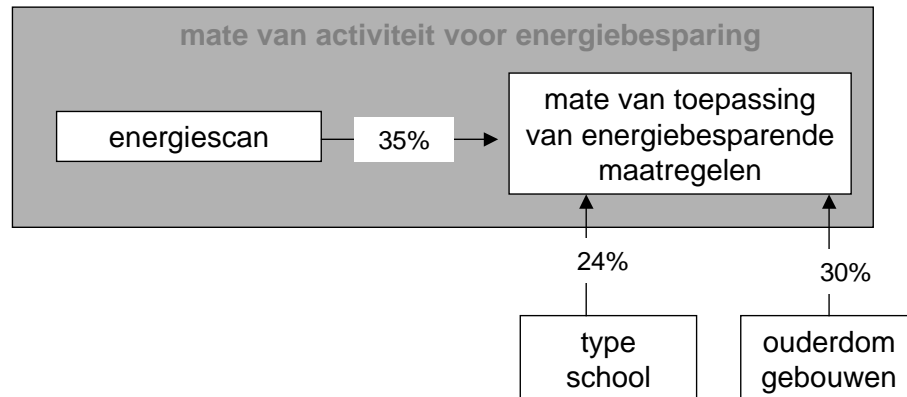 mate van activiteit voor energiebesparing
energiescan
35%
mate van toepassing
van energiebesparende
maatregelen
24%
30%
type
school
ouderdom
gebouwen